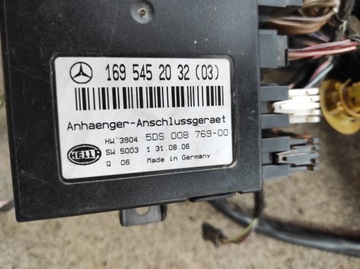 169 545 20 32 (03)
Anhaenger-Anschlussgeraet
HW 3904 5DS 008 769-00
HELLA SW 5003 1 31.08.06
Q 06 Made in Germany